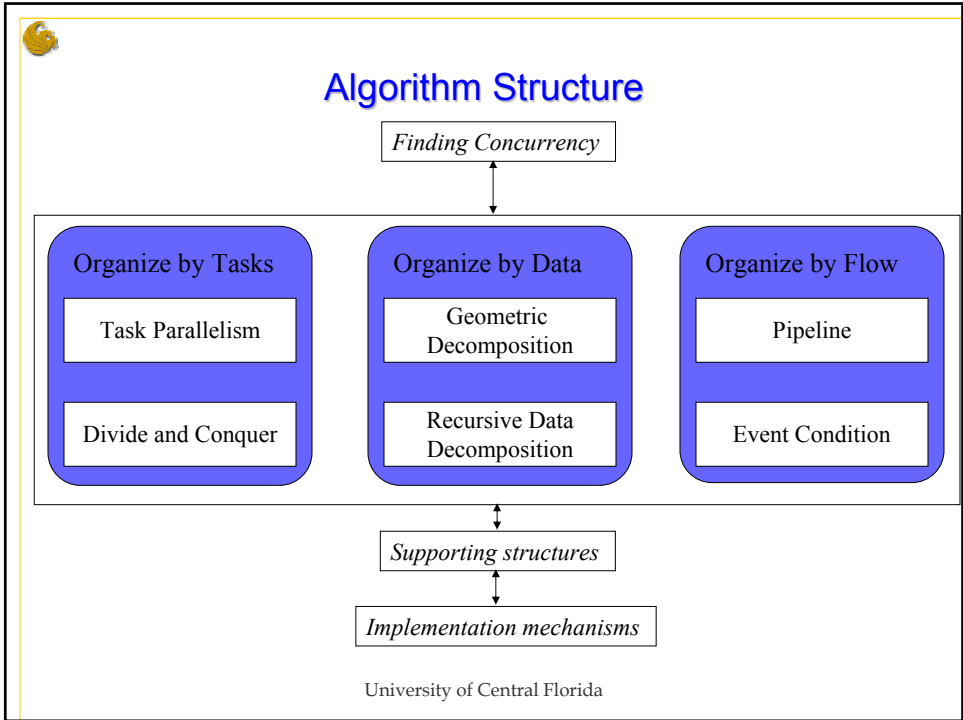 Algorithm Structure
Finding Concurrency
Organize by Tasks
Task Parallelism
Divide and Conquer
Organize by Data
Geometric
Decomposition
Recursive Data
Decomposition
Organize by Flow
Pipeline
Event Condition
Supporting structures
Implementation mechanisms
University of Central Florida